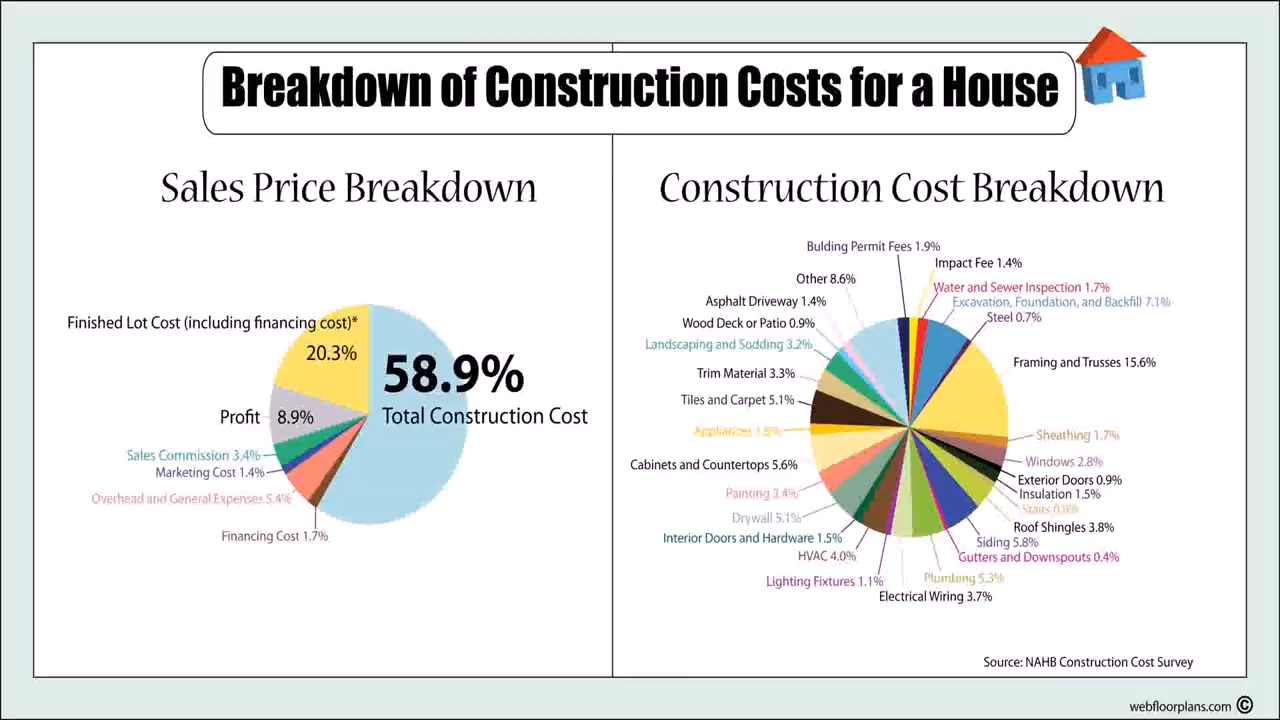 Breakdown of Construction Costs for a House
Sales Price Breakdown
Finished Lot Cost (including financing cost)*
20.3%
58.9%
Total Construction Cost
Profit 8.9%
Sales Commission 3.4%
Marketing Cost 1.4%
Overhead and General Expenses 5.4%
Financing Cost 1.7%
Construction Cost Breakdown
Bulding Permit Fees 1.9%
Impact Fee 1.4%
Water and Sewer Inspection 1.7%
Excavation, Foundation, and Backfill 7.1%
Steel 0.7%
Framing and Trusses 15.6%
Sheathing 1.7%
Windows 2.8%
Exterior Doors 0.9%
Insulation 1.5%
Stairs 0.8%
Roof Shingles 3.8%
Siding 5.8%
Gutters and Downspouts 0.4%
Plumbing 5.3%
Electrical Wiring 3.7%
Lighting Fixtures 1.1%
HVAC 4.0%
Interior Doors and Hardware 1.5%
Drywall 5.1%
Painting 3.4%
Cabinets and Countertops 5.6%
Appliances
Tiles and Carpet 5.1%
Trim Material 3.3%
Landscaping and Sodding 3.2%
Wood Deck or Patio 0.9%
Asphalt Driveway 1.4%
Other 8.6%
Source: NAHB Construction Cost Survey
webfloorplans.com ©